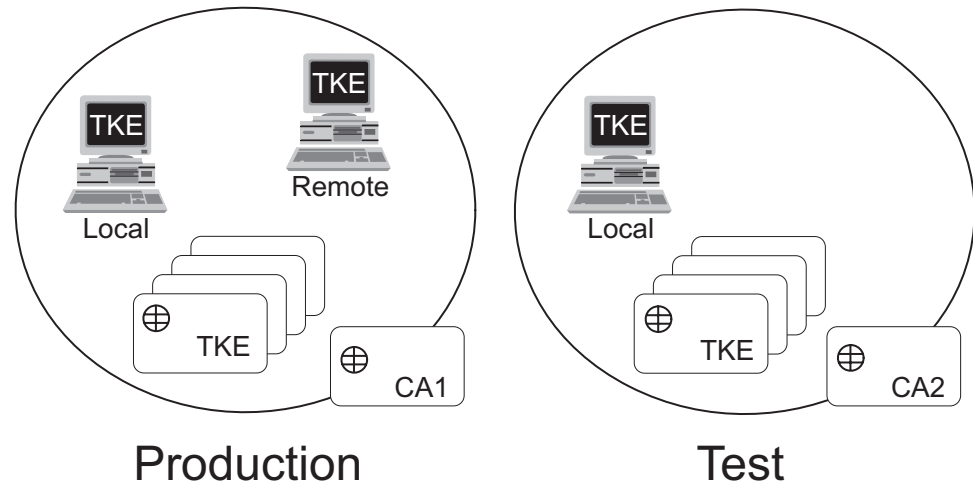 TKE
TKE
Remote
Local
TKE
CA1
Production
TKE
Local
TKE
CA2
Test